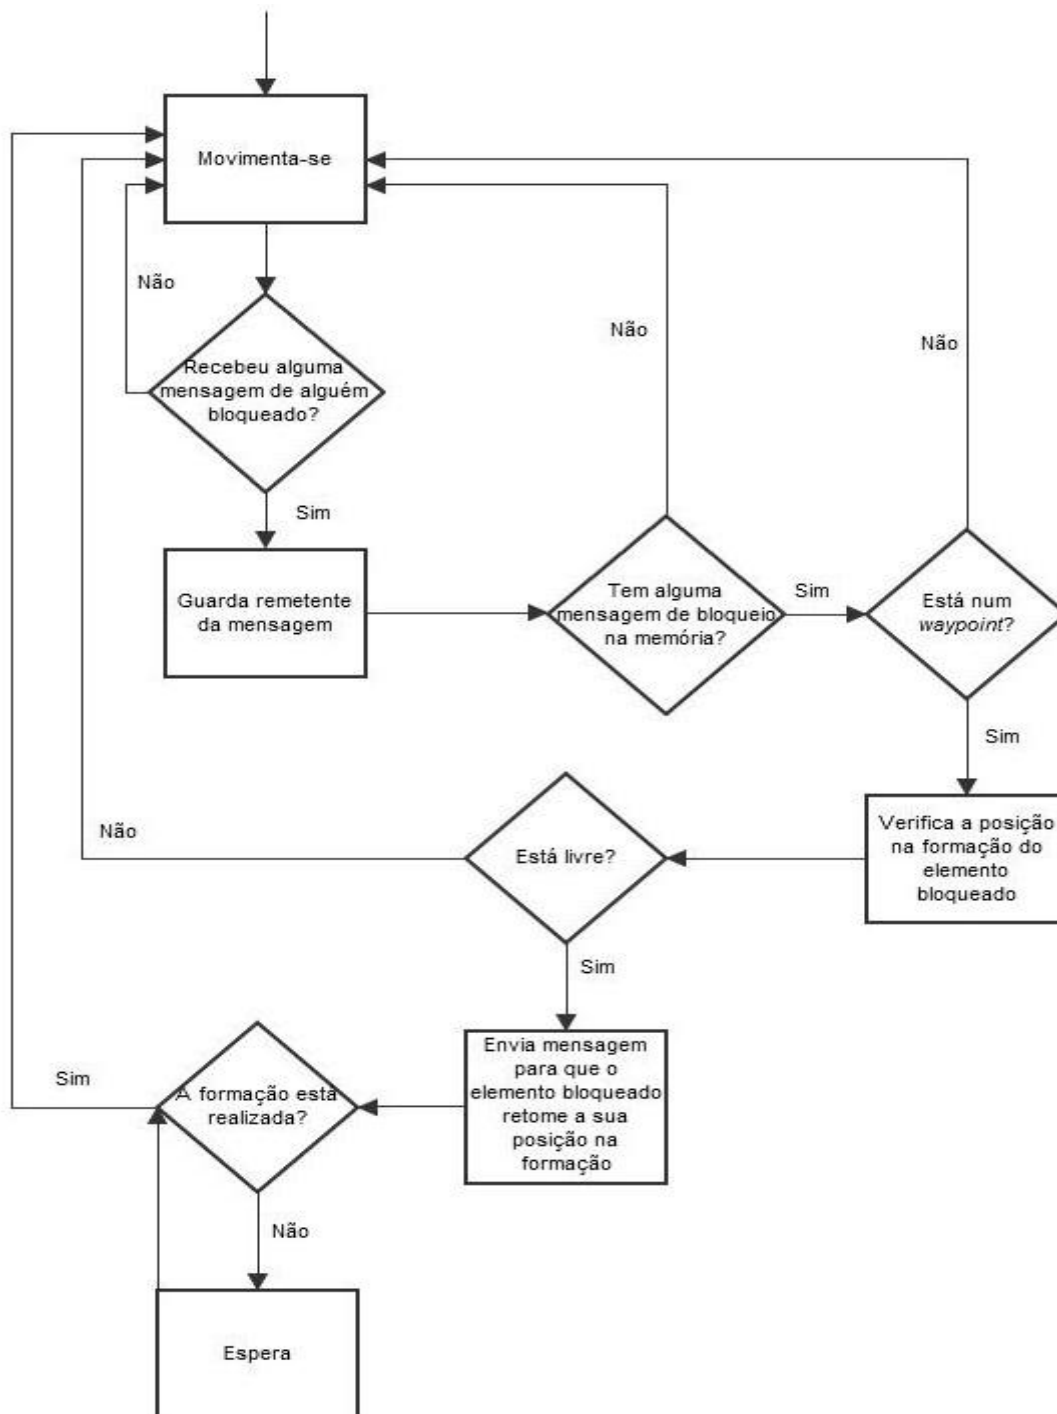 Movimenta-se
Não
Não
Não
Recebeu alguma
mensagem de alguém
bloqueado?
Sim
Guarda remetente
da mensagem
Tem alguma
mensagem de bloqueio
na memória?
Sim
Está num
waypoint?
Sim
Não
Está livre?
Verifica a posição
na formação do
elemento
bloqueado
Sim
Envia mensagem
para que o
elemento bloqueado
retome a sua
posição na
formação
Sim
A formação está
realizada?
Não
Espera